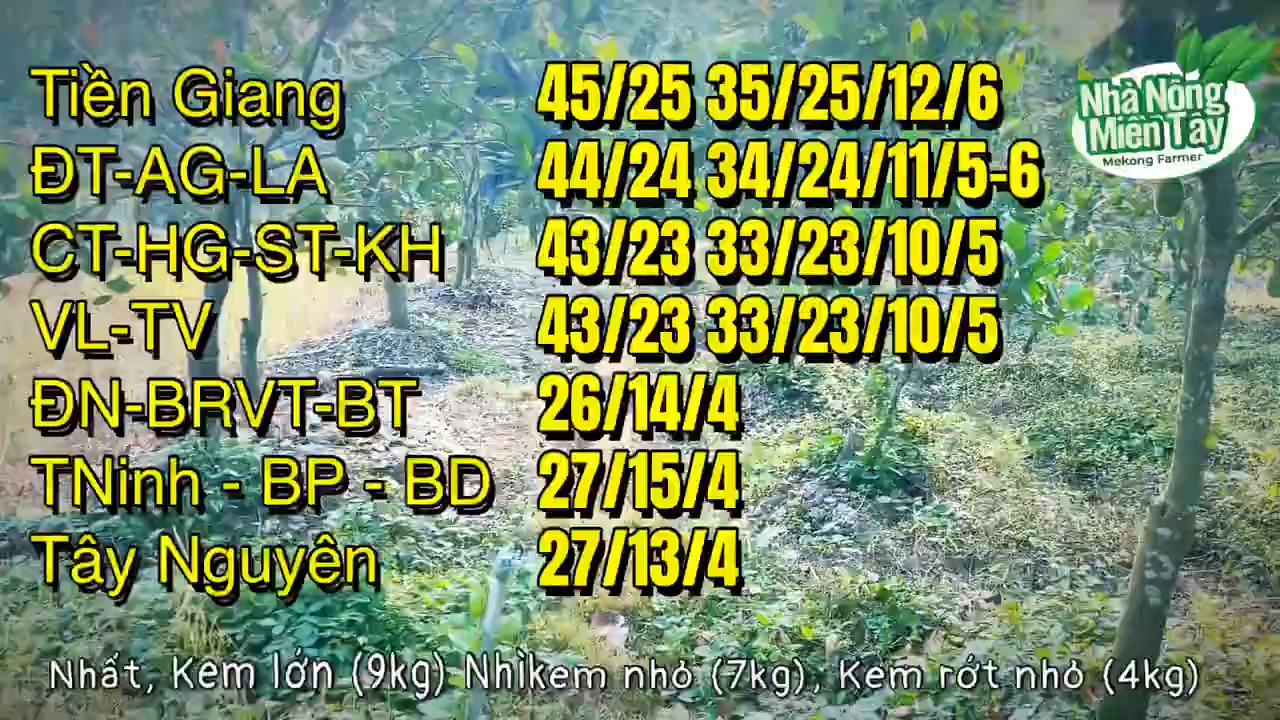 Tiền Giang 45/25 35/25/12/6
ĐT-AG-LA 44/24 34/24/11/5-6
CT-HG-ST-KH 43/23 33/23/10/5
VL-TV 43/23 33/23/10/5
ĐN-BRVT-BT 26/14/4
TNinh - BP - BD 27/15/4
Tây Nguyên 27/13/4
Nhất, Kem lớn (9kg) Nhìkem nhỏ (7kg), Kem rớt nhỏ (4kg)
Nhà Nông
Miền Tây
Mekong Farmer